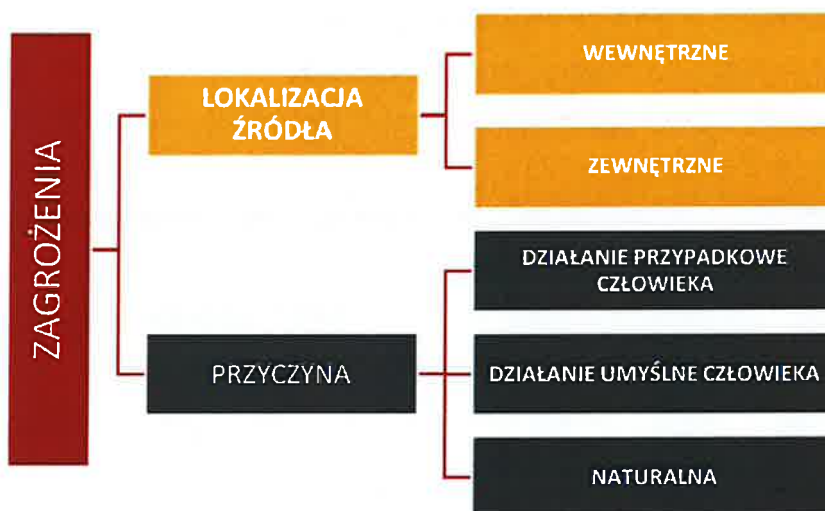 ZAGROŻENIA
LOKALIZACJA
ŹRÓDŁA
WEWNĘTRZNE
ZEWNĘTRZNE
PRZYCZYNA
DZIAŁANIE PRZYPADKOWE
CZŁOWIEKA
DZIAŁANIE UMYŚLNE CZŁOWIEKA
NATURALNA